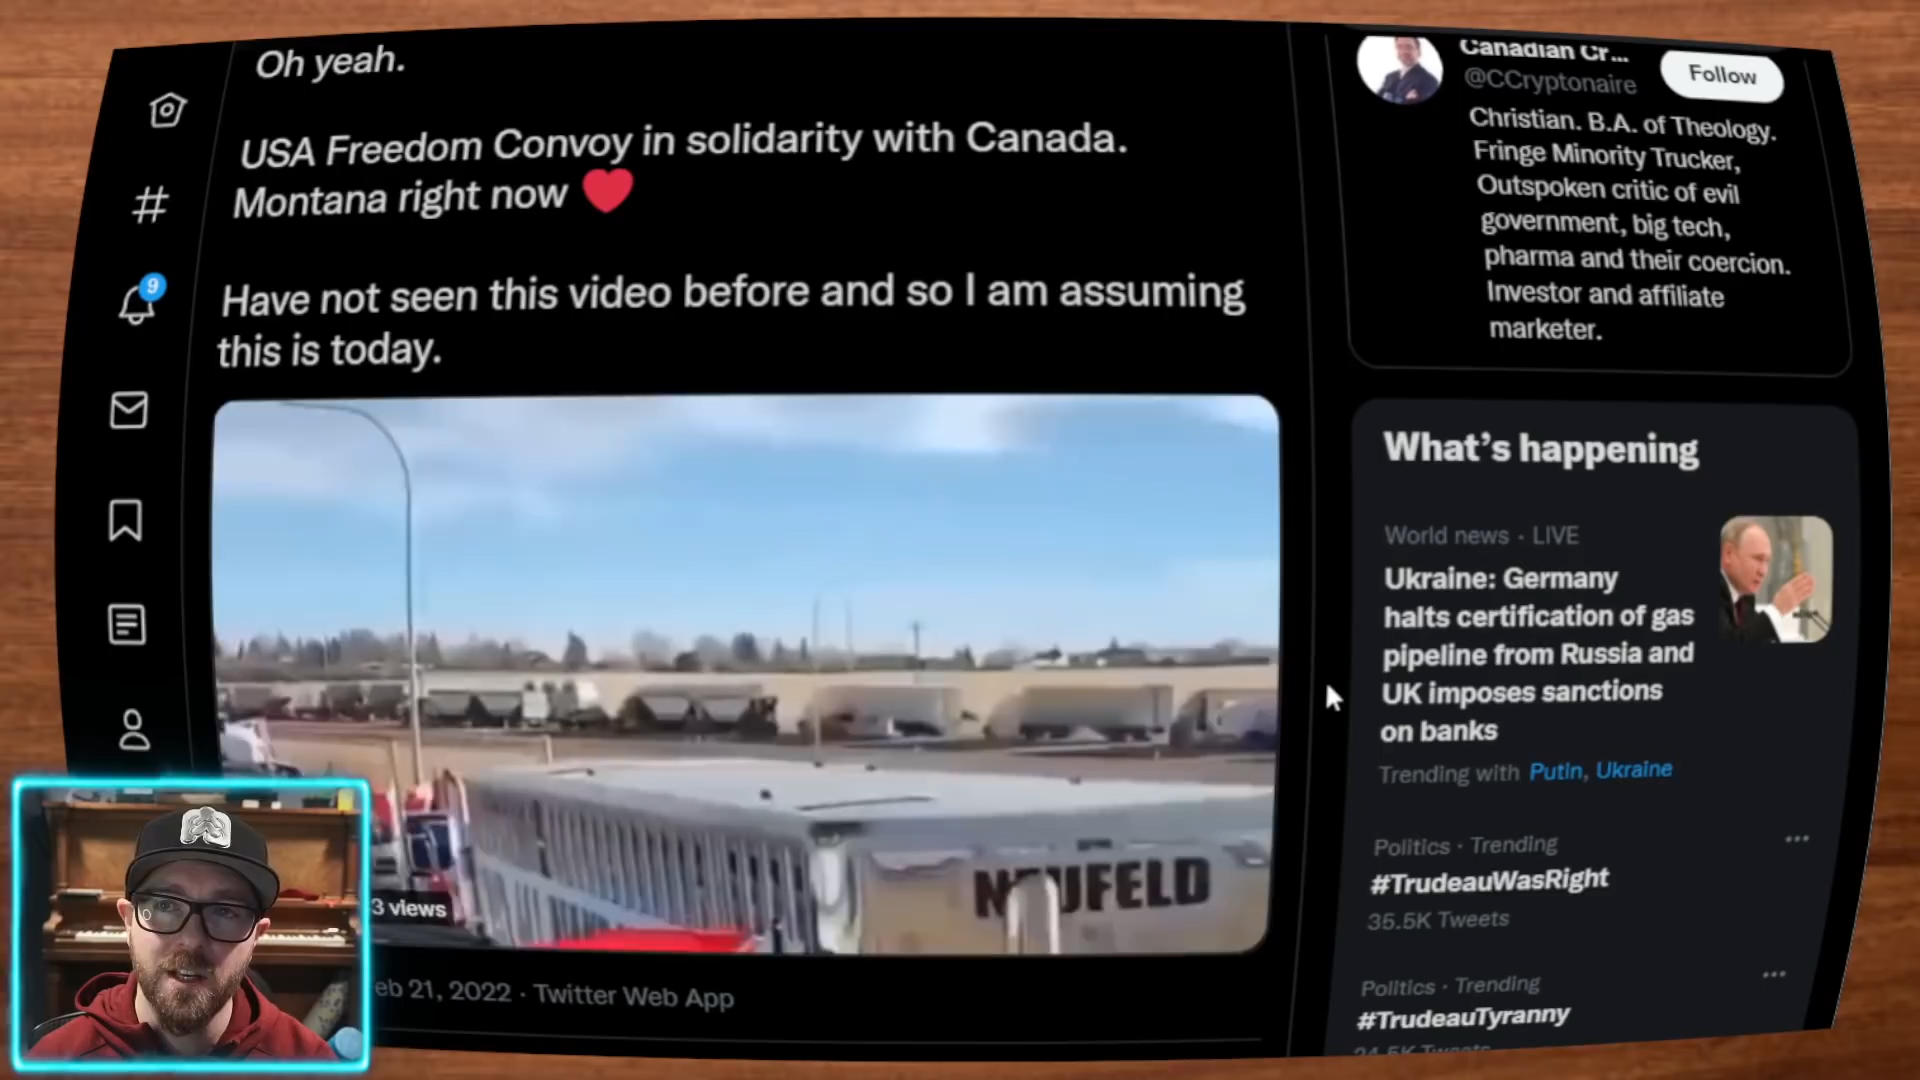 Oh yeah.
USA Freedom Convoy in solidarity with Canada.
Montana right now
Have not seen this video before and so I am assuming
this is today.
9
3 views
NEUFELD
eb 21, 2022 · Twitter Web App
Canadian Cr...
@CCryptonaire
Follow
Christian. B.A. of Theology.
Fringe Minority Trucker,
Outspoken critic of evil
government, big tech,
pharma and their coercion.
Investor and affiliate
marketer.
What's happening
World news · LIVE
Ukraine: Germany
halts certification of gas
pipeline from Russia and
UK imposes sanctions
on banks
Trending with Putin, Ukraine
Politics · Trending
#TrudeauWasRight
35.5K Tweets
Politics · Trending
#TrudeauTyranny
24.5K Tweets